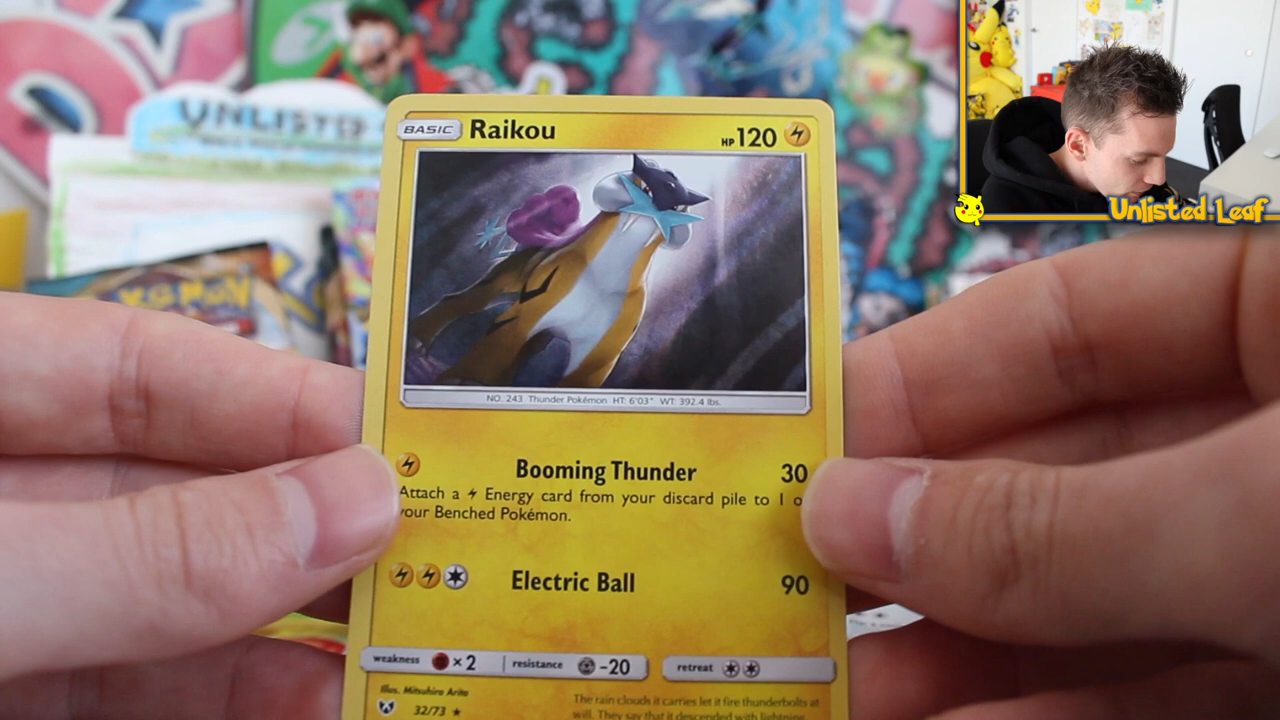 UNLISTED
BASIC Raikou HP 120
NO. 243 Thunder Pokémon HT: 6'03" WT: 392.4 lbs.
Booming Thunder 30
Attach a Energy card from your discard pile to 1 o
your Benched Pokémon.
Electric Ball 90
weakness ×2 resistance -20 retreat
Illus. Mitsuhiro Arita
32/73
The rain clouds it carries let it fire thunderbolts at
will. They say that it descended with lightning.
Unlisted Leaf